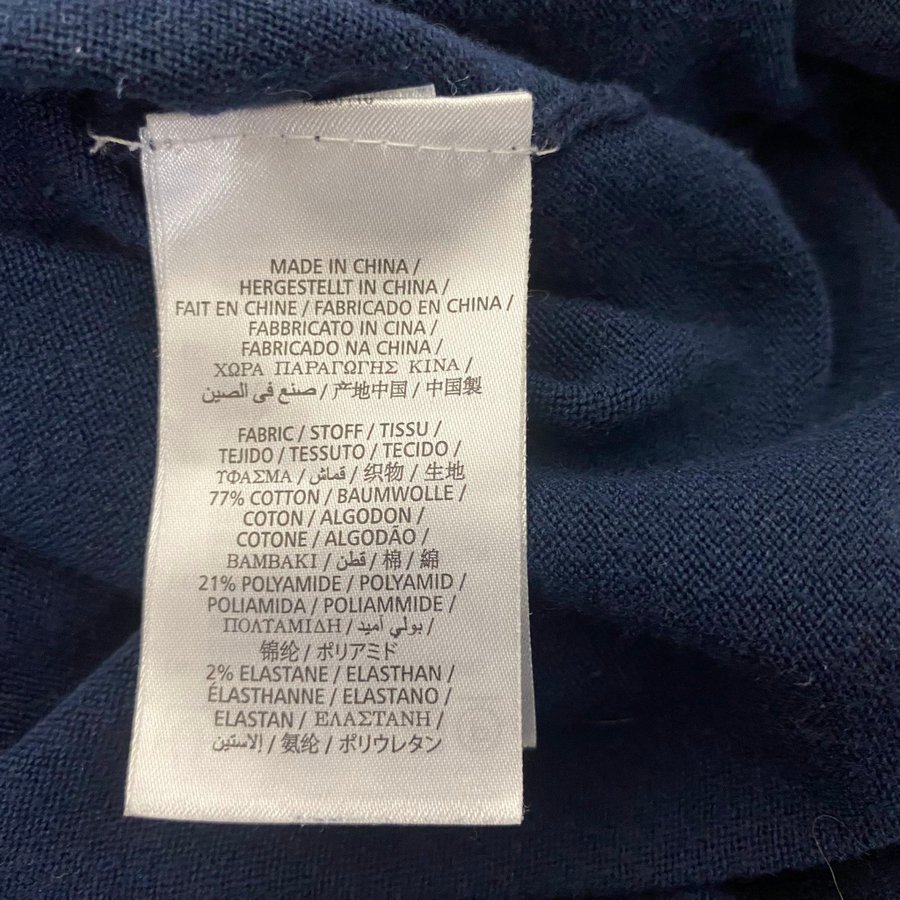 MADE IN CHINA /
HERGESTELLT IN CHINA /
FAIT EN CHINE / FABRICADO EN CHINA /
FABBRICATO IN CINA /
FABRICADO NA CHINA /
ΧΩΡΑ ΠΑΡΑΓΩΓΗΣ ΚΙΝΑ /
صنع في الصين / 产地中国 / 中国製
FABRIC / STOFF / TISSU /
TEJIDO / TESSUTO / TECIDO /
ΥΦΑΣΜΑ / قماش / 织物 / 生地
77% COTTON / BAUMWOLLE /
COTON / ALGODON /
COTONE / ALGODÃO /
ΒΑΜΒΑΚΙ / قطن / 棉 / 綿
21% POLYAMIDE / POLYAMID /
POLIAMIDA / POLIAMMIDE /
ΠΟΛΤΑΜΙΔΗ / بولي أميد /
锦纶 / ポリアミド
2% ELASTANE / ELASTHAN /
ÉLASTHANNE / ELASTANO /
ELASTAN / ΕΛΑΣΤΑΝΗ /
إلاستين / 氨纶 / ポリウレタン